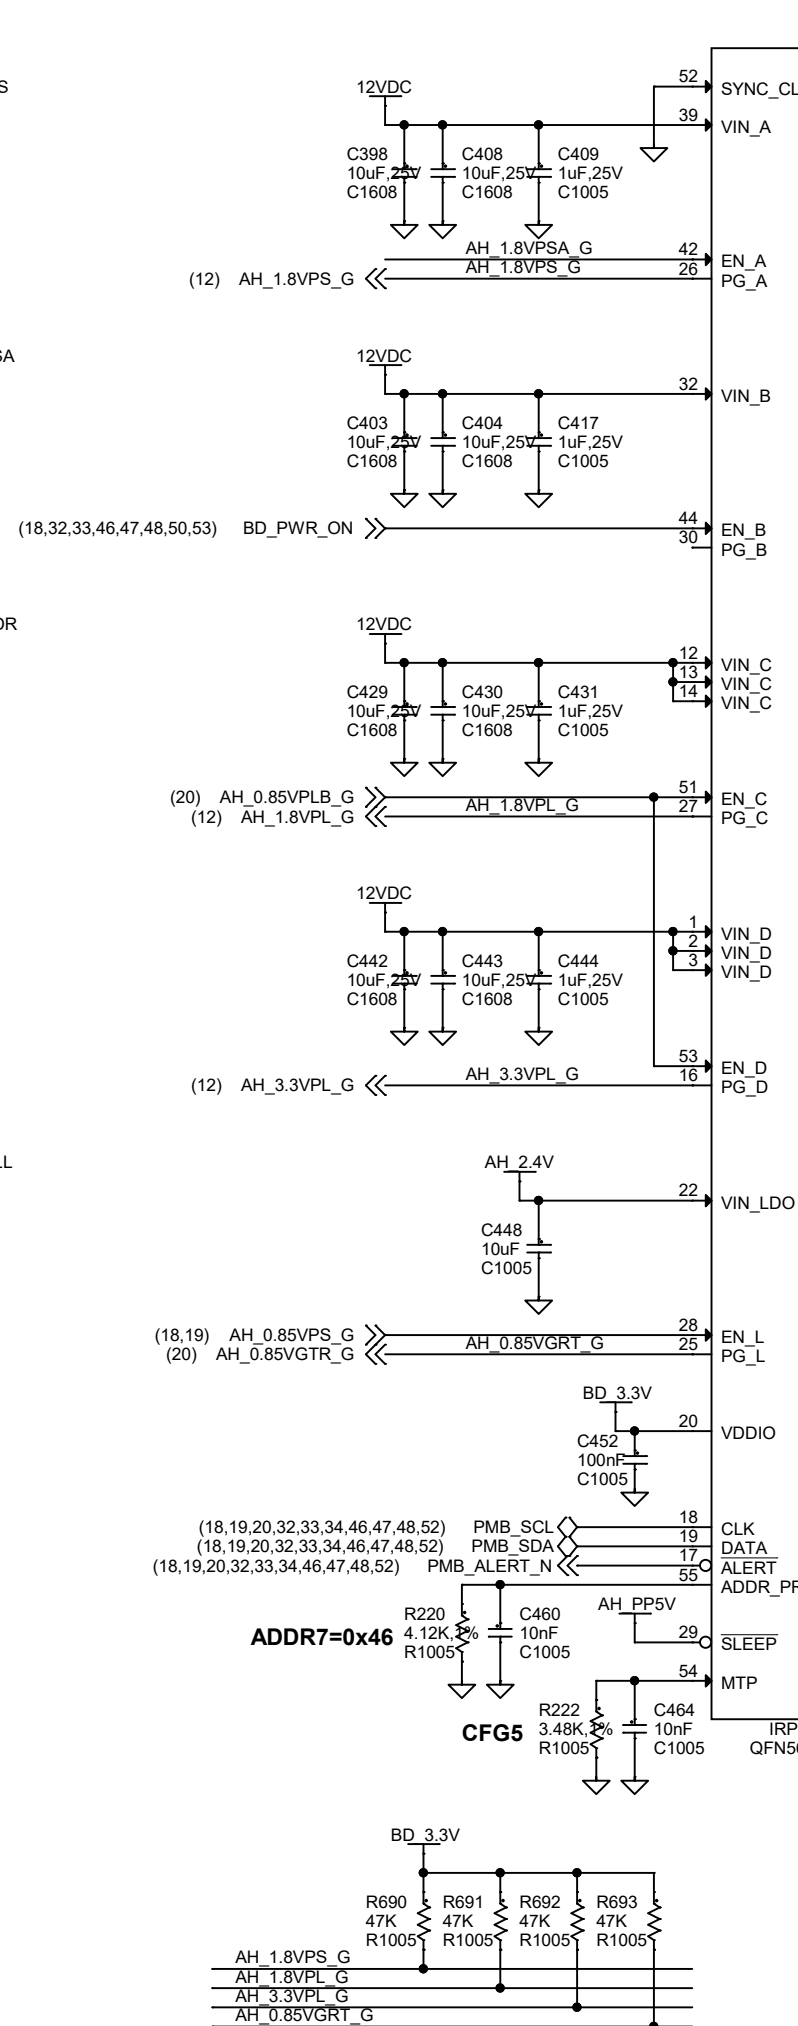 S
12VDC
52
SYNC_CL
39
VIN_A
C398
10uF,25V
C1608
C408
10uF,25V
C1608
C409
1uF,25V
C1005
AH_1.8VPSA_G
42
EN_A
(12) AH_1.8VPS_G
AH_1.8VPS_G
26
PG_A
SA
12VDC
32
VIN_B
C403
10uF,25V
C1608
C404
10uF,25V
C1608
C417
1uF,25V
C1005
(18,32,33,46,47,48,50,53) BD_PWR_ON
44
EN_B
30
PG_B
OR
12VDC
12
VIN_C
13
VIN_C
14
VIN_C
C429
10uF,25V
C1608
C430
10uF,25V
C1608
C431
1uF,25V
C1005
(20) AH_0.85VPLB_G
51
EN_C
(12) AH_1.8VPL_G
AH_1.8VPL_G
27
PG_C
12VDC
1
VIN_D
2
VIN_D
3
VIN_D
C442
10uF,25V
C1608
C443
10uF,25V
C1608
C444
1uF,25V
C1005
53
EN_D
(12) AH_3.3VPL_G
AH_3.3VPL_G
16
PG_D
LL
AH_2.4V
22
VIN_LDO
C448
10uF
C1005
(18,19) AH_0.85VPS_G
28
EN_L
(20) AH_0.85VGTR_G
AH_0.85VGRT_G
25
PG_L
BD_3.3V
20
VDDIO
C452
100nF
C1005
(18,19,20,32,33,34,46,47,48,52) PMB_SCL
18
CLK
(18,19,20,32,33,34,46,47,48,52) PMB_SDA
19
DATA
(18,19,20,32,33,34,46,47,48,52) PMB_ALERT_N
17
ALERT
55
ADDR_PR
ADDR7=0x46
R220
4.12K,1%
R1005
C460
10nF
C1005
AH_PP5V
29
SLEEP
54
MTP
CFG5
R222
3.48K,1%
R1005
C464
10nF
C1005
IRP
QFN56
BD_3.3V
R690
47K
R1005
R691
47K
R1005
R692
47K
R1005
R693
47K
R1005
AH_1.8VPS_G
AH_1.8VPL_G
AH_3.3VPL_G
AH_0.85VGRT_G